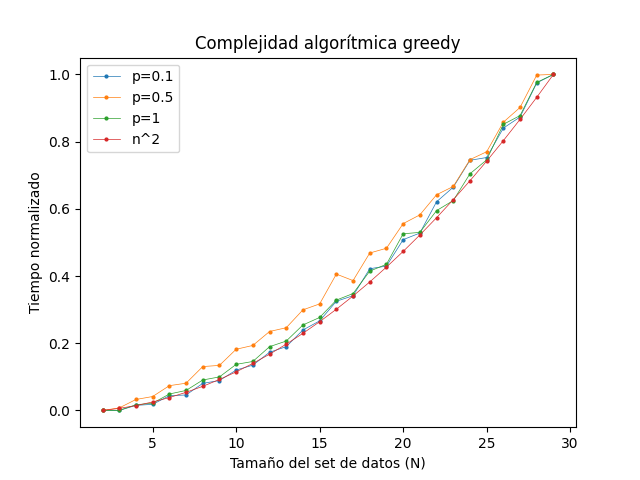 Complejidad algorítmica greedy
p=0.1
p=0.5
p=1
n^2
Tiempo normalizado
1.0
0.8
0.6
0.4
0.2
0.0
5 10 15 20 25 30
Tamaño del set de datos (N)